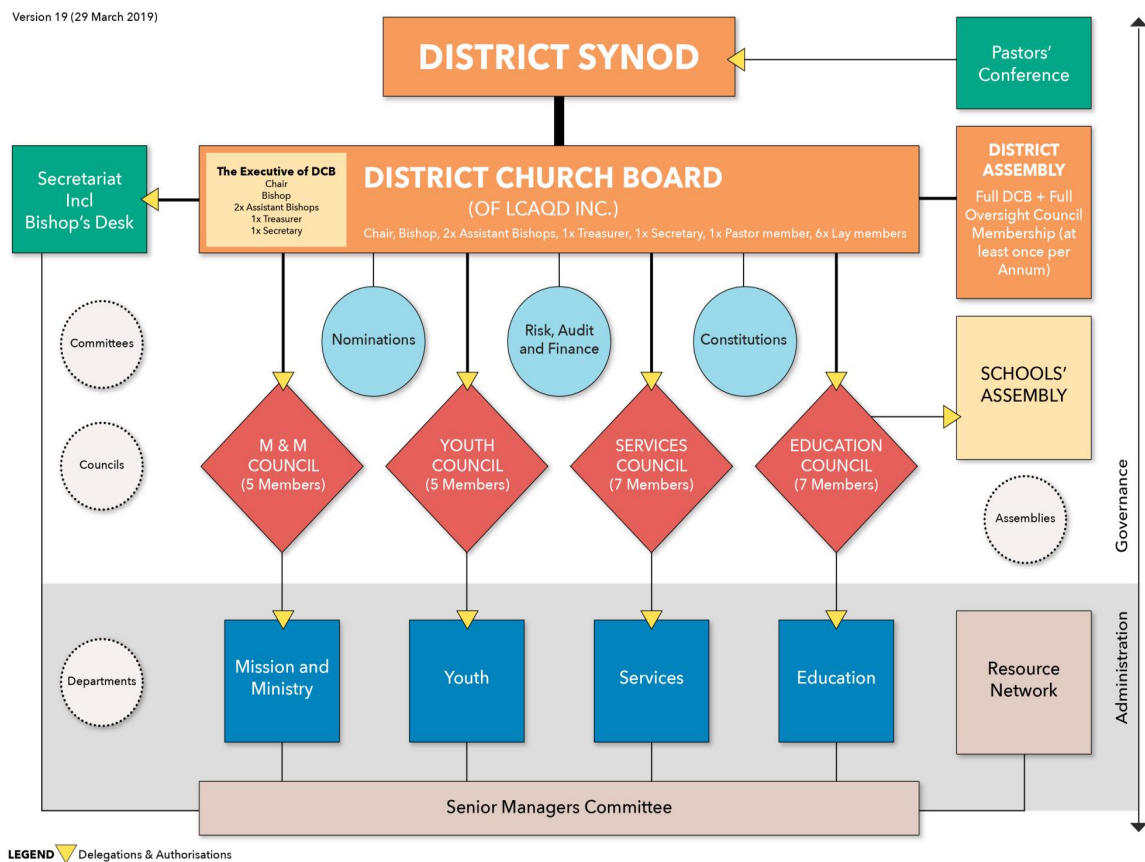 Version 19 (29 March 2019)
DISTRICT SYNOD
Pastors'
Conference
Secretariat
Incl
Bishop's Desk
The Executive of DCB
Chair
Bishop
2x Assistant Bishops
1x Treasurer
1x Secretary
DISTRICT CHURCH BOARD
(OF LCAQD INC.)
Chair, Bishop, 2x Assistant Bishops, 1x Treasurer, 1x Secretary, 1x Pastor member, 6x Lay members
DISTRICT
ASSEMBLY
Full DCB + Full
Oversight Council
Membership (at
least once per
Annum)
Committees
Nominations
Risk, Audit
and Finance
Constitutions
SCHOOLS'
ASSEMBLY
Councils
M & M
COUNCIL
(5 Members)
YOUTH
COUNCIL
(5 Members)
SERVICES
COUNCIL
(7 Members)
EDUCATION
COUNCIL
(7 Members)
Assemblies
Governance
Departments
Mission and
Ministry
Youth
Services
Education
Resource
Network
Administration
Senior Managers Committee
LEGEND Delegations & Authorisations